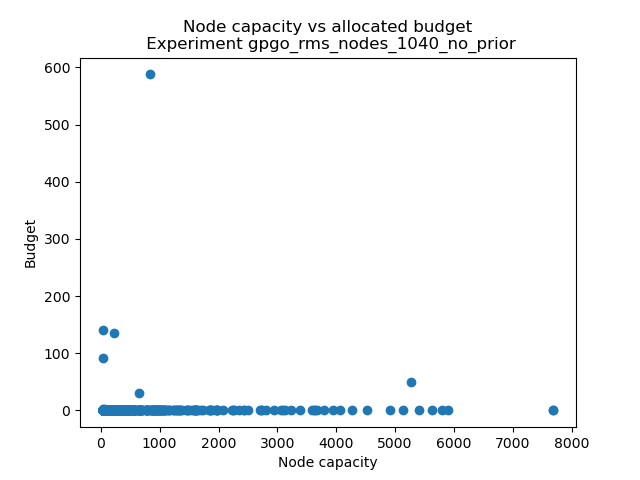 Node capacity vs allocated budget
Experiment gpgo_rms_nodes_1040_no_prior
600
500
400
300
200
100
0
Budget
0 1000 2000 3000 4000 5000 6000 7000 8000
Node capacity